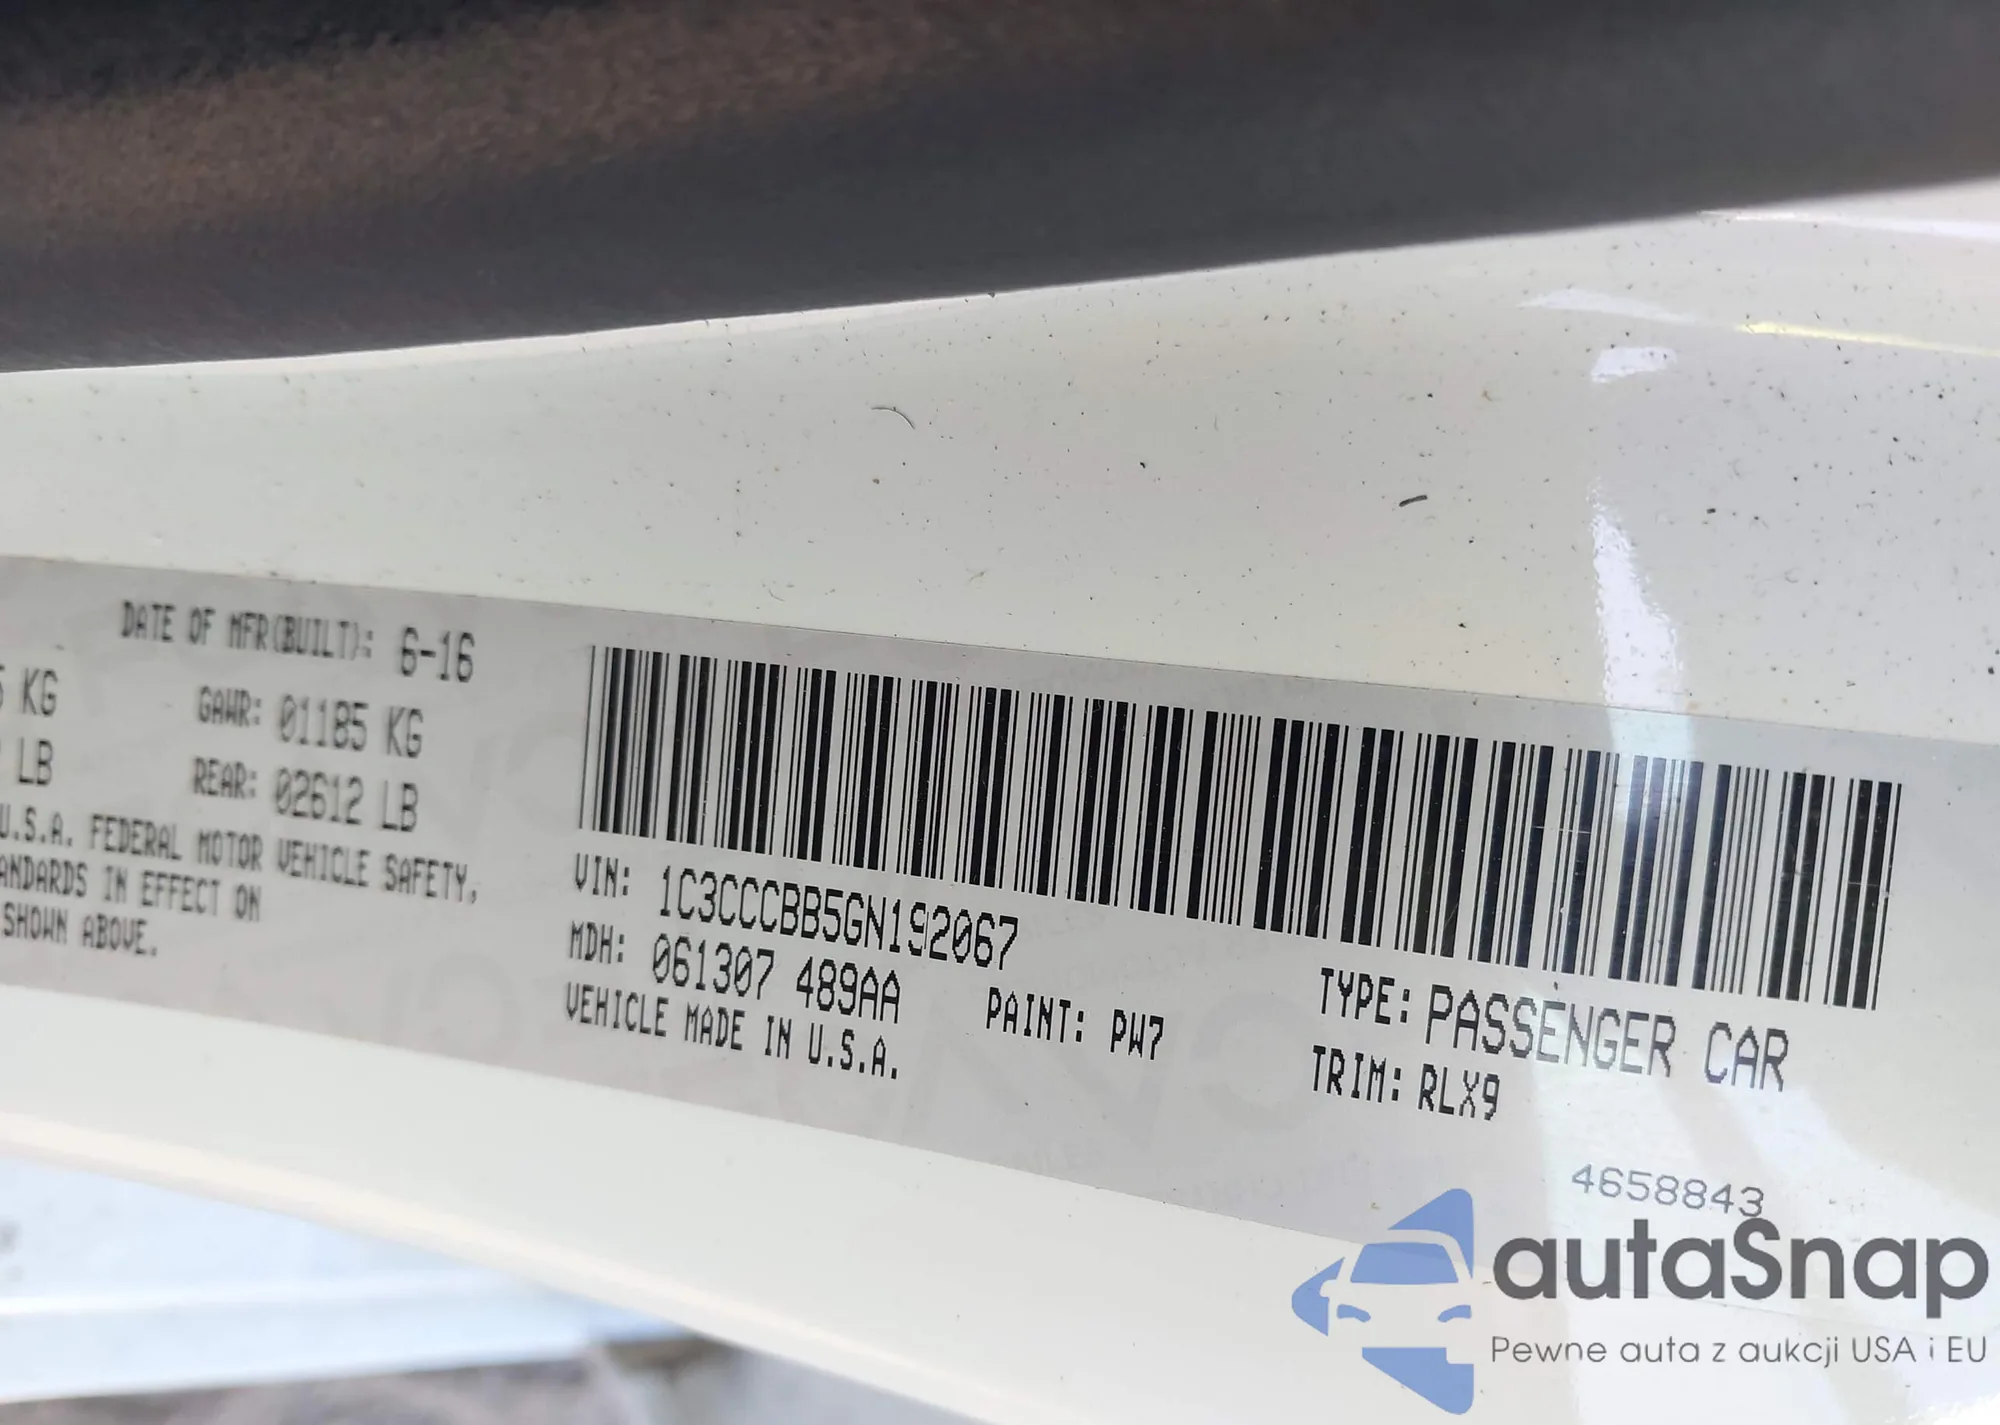 DATE OF MFR(BUILT): 6-16
KG GAWR: 01185 KG
LB REAR: 02612 LB
U.S.A. FEDERAL MOTOR VEHICLE SAFETY,
ANDARDS IN EFFECT ON
SHOWN ABOVE.
VIN: 1C3CCCBB5GN192067
MDH: 061307 489AA
VEHICLE MADE IN U.S.A.
PAINT: PW7
TYPE: PASSENGER CAR
TRIM: RLX9
4658843
autaSnap
Pewne auta z aukcji USA i EU